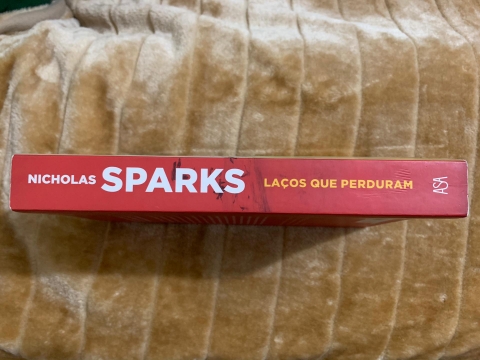 NICHOLAS SPARKS LAÇOS QUE PERDURAM ASA